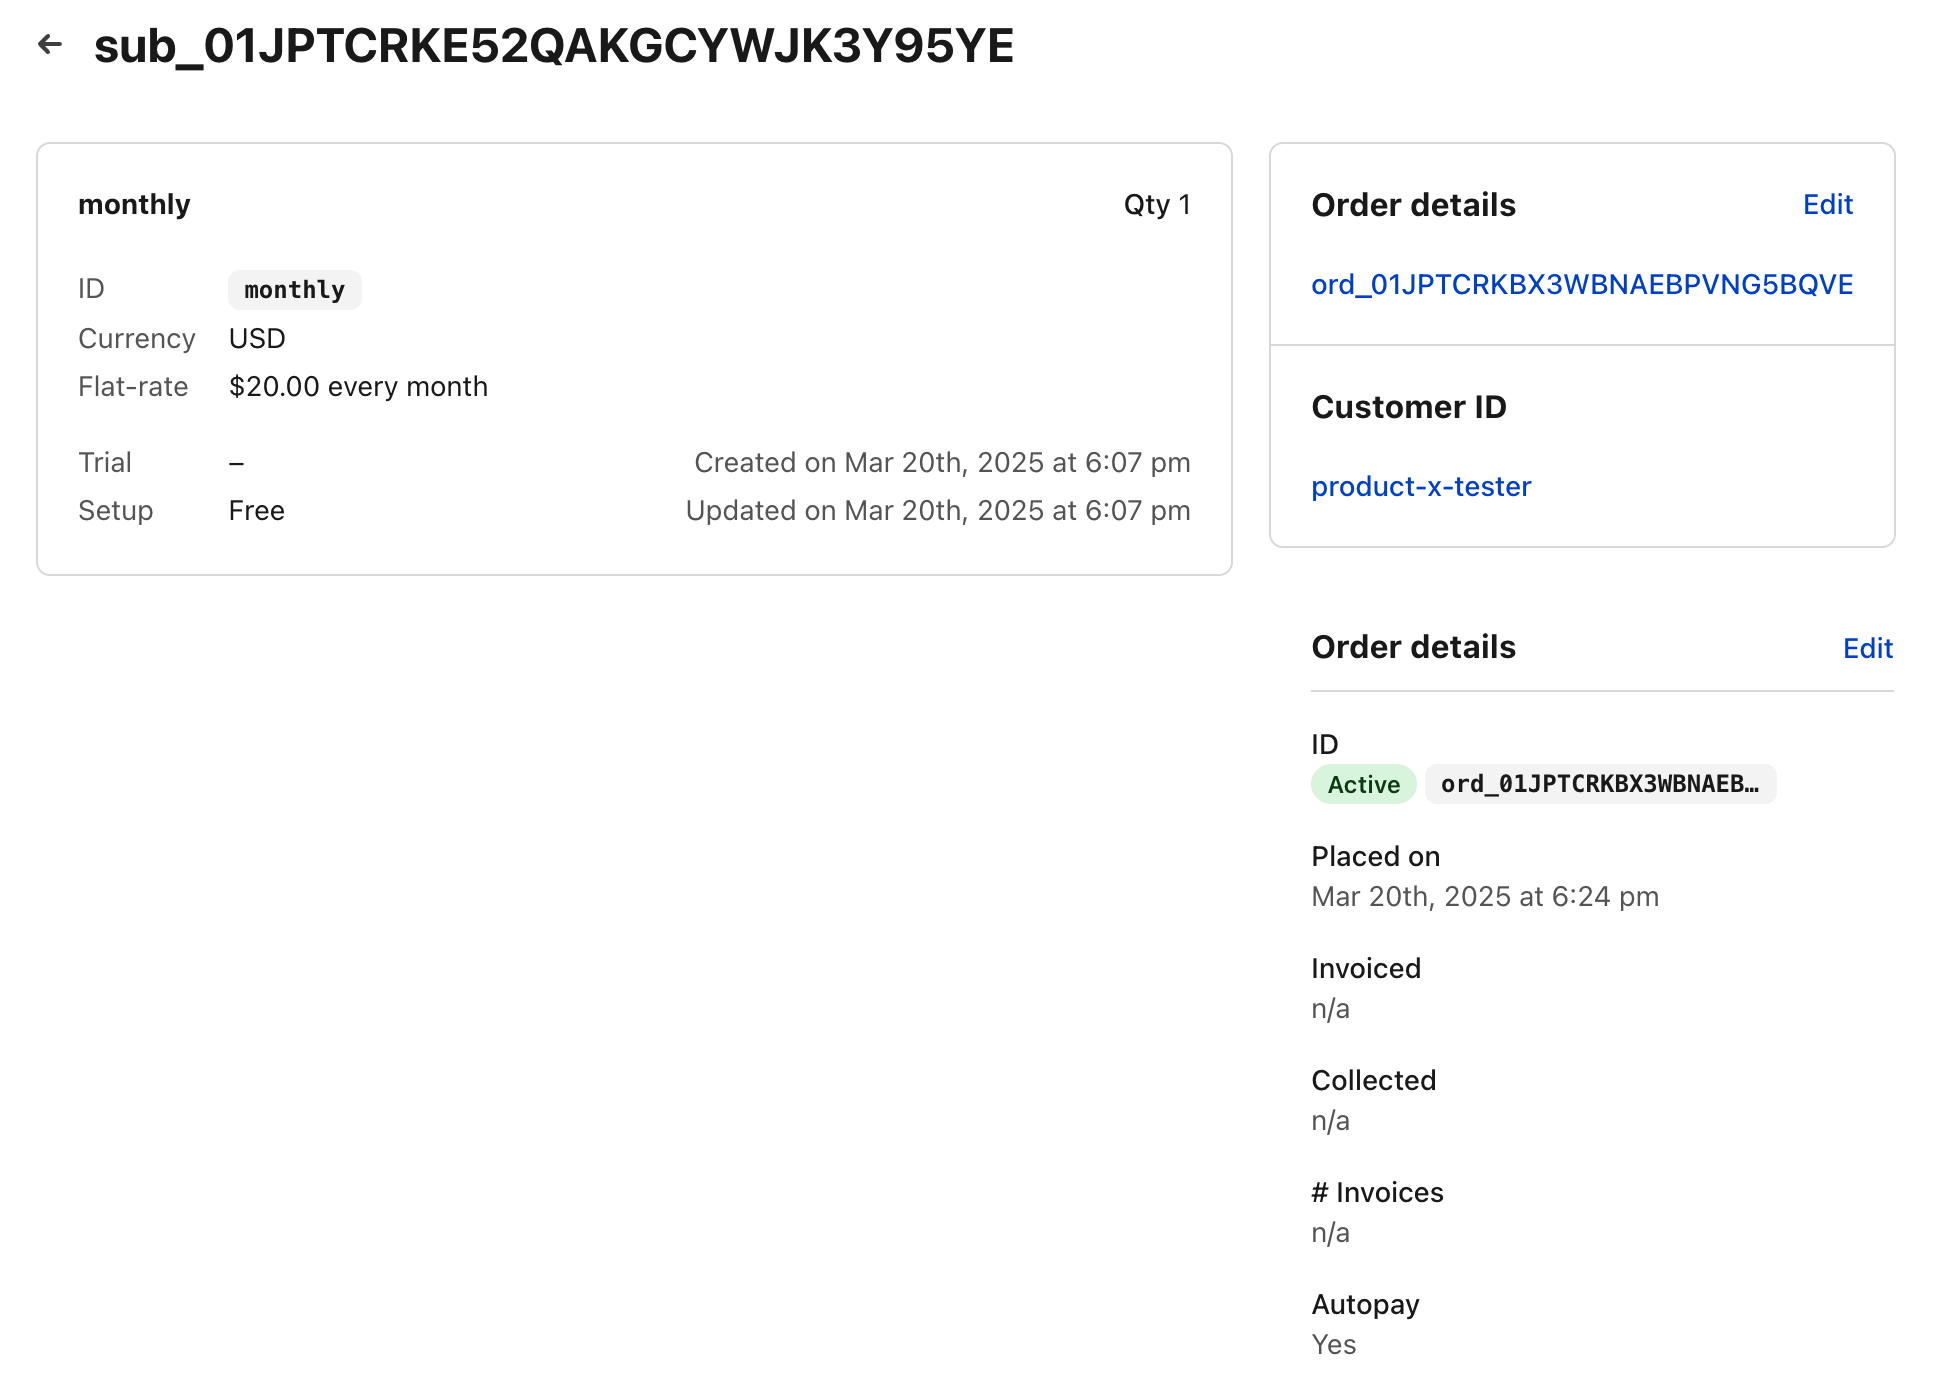 ← sub_01JPTCRKE52QAKGCYWJK3Y95YE
monthly Qty 1
ID monthly
Currency USD
Flat-rate $20.00 every month
Trial –
Created on Mar 20th, 2025 at 6:07 pm
Setup Free
Updated on Mar 20th, 2025 at 6:07 pm
Order details Edit
ord_01JPTCRKBX3WBNAEBPVNG5BQVE
Customer ID
product-x-tester
Order details Edit
ID
Active ord_01JPTCRKBX3WBNAEB…
Placed on
Mar 20th, 2025 at 6:24 pm
Invoiced
n/a
Collected
n/a
# Invoices
n/a
Autopay
Yes